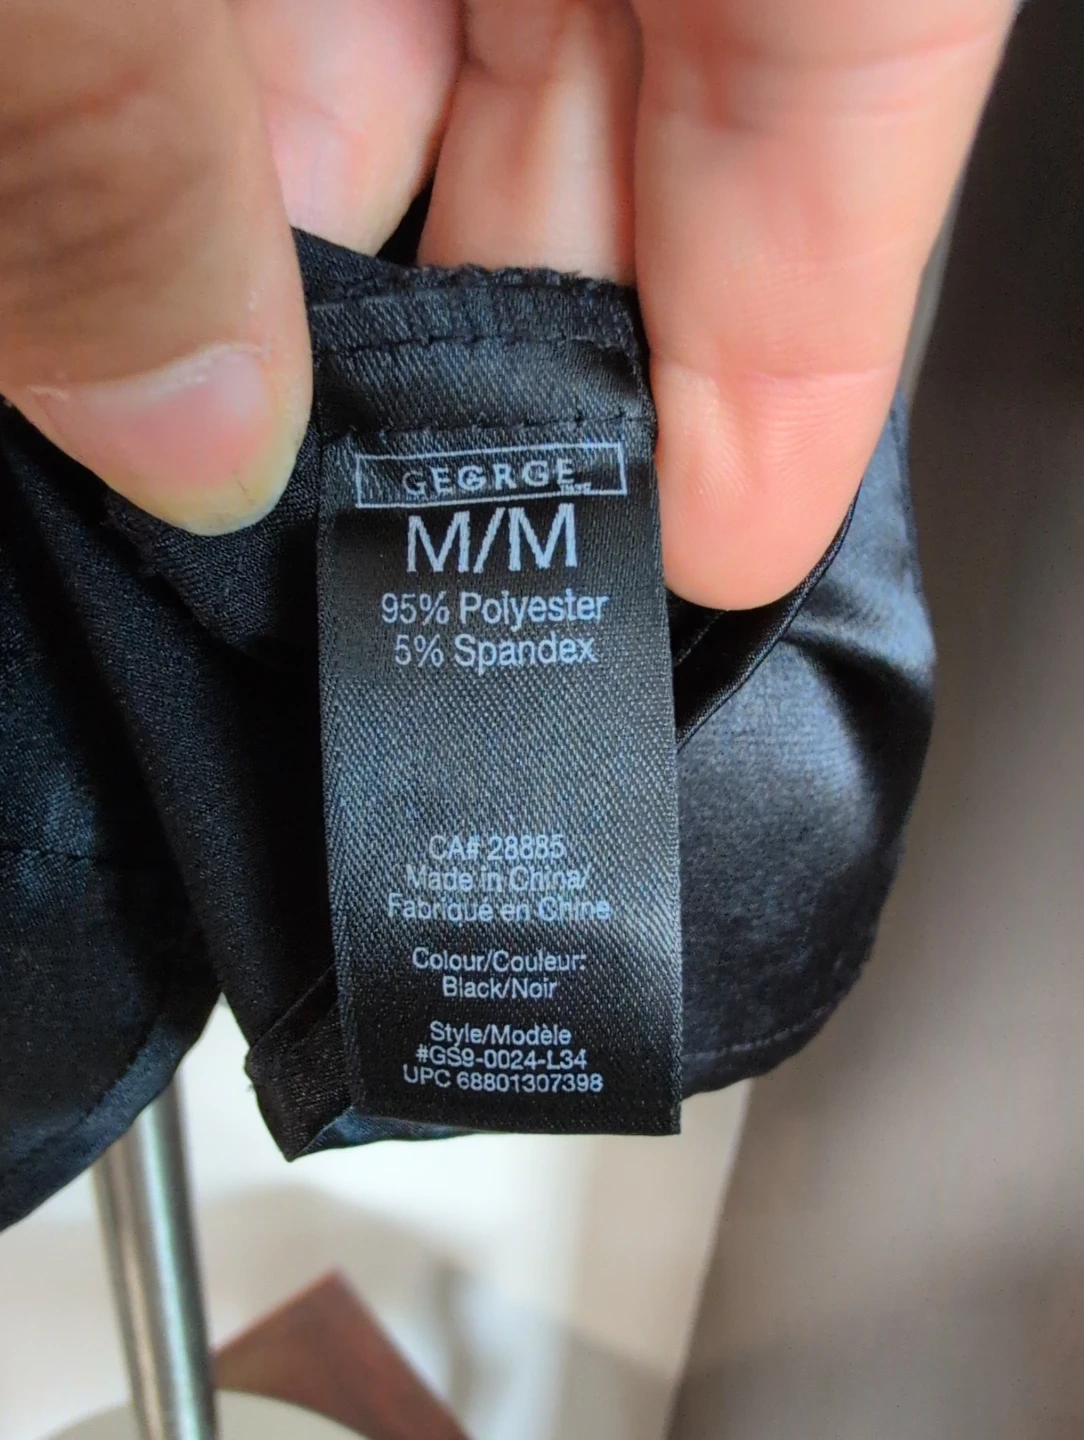 GEORGE
M/M
95% Polyester
5% Spandex
CA# 28885
Made in China/
Fabriqué en Chine
Colour/Couleur:
Black/Noir
Style/Modèle
#GS9-0024-L34
UPC 68801307398